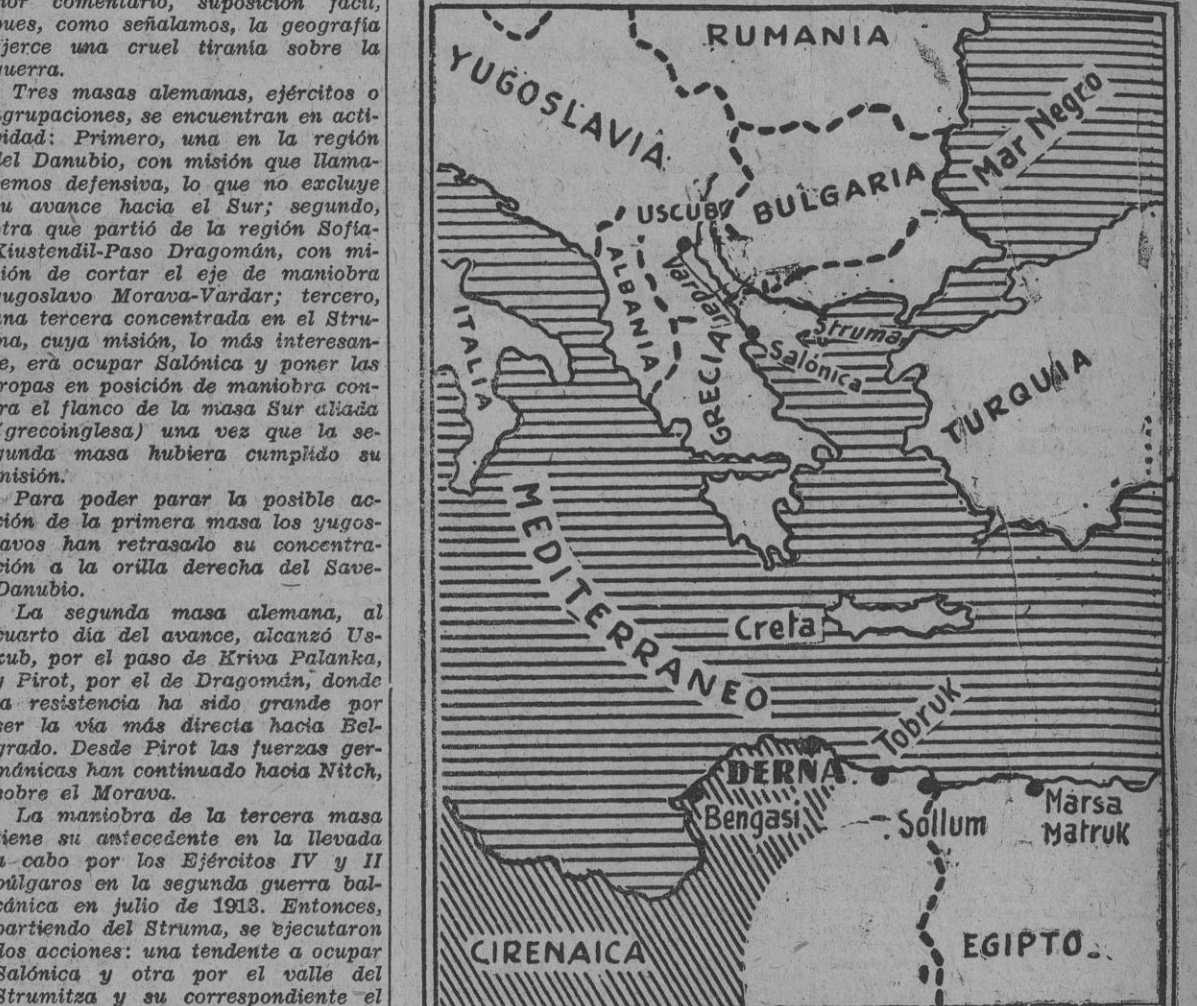 comentario, suposición fácil,
pues, como señalamos, la geografía
ejerce una cruel tiranía sobre la
guerra.
Tres masas alemanas, ejércitos o
agrupaciones, se encuentran en acti-
vidad: Primero, una en la región
del Danubio, con misión que llama-
remos defensiva, lo que no excluye
su avance hacia el Sur; segundo,
otra que partió de la región Sofía-
Kiustendil-Paso Dragomán, con mi-
sión de cortar el eje de maniobra
yugoslavo Morava-Vardar; tercero,
una tercera concentrada en el Stru-
ma, cuya misión, lo más interesan-
te, erà ocupar Salónica y poner las
tropas en posición de maniobra con-
tra el flanco de la masa Sur aliada
(grecoinglesa) una vez que la se-
gunda masa hubiera cumplido su
misión.
Para poder parar la posible ac-
ción de la primera masa los yugos-
lavos han retrasado su concentra-
ción a la orilla derecha del Save-
Danubio.
La segunda masa alemana, al
cuarto día del avance, alcanzó Us-
kub, por el paso de Kriva Palanka,
y Pirot, por el de Dragomán, donde
la resistencia ha sido grande por
ser la vía más directa hacia Bel-
grado. Desde Pirot las fuerzas ger-
mánicas han continuado hacia Nitch,
sobre el Morava.
La maniobra de la tercera masa
tiene su antecedente en la llevada
a cabo por los Ejércitos IV y II
búlgaros en la segunda guerra bal-
cánica en julio de 1913. Entonces,
partiendo del Struma, se ejecutaron
dos acciones: una tendente a ocupar
Salónica y otra por el valle del
Strumitza y su correspondiente el
RUMANIA
YUGOSLAVIA
Mar Negro
BULGARIA
USCUB
ALBANIA
Vardar
ITALIA
Struma
Salónica
GRECIA
TURQUIA
MEDITERRANEO
Creta
Tobruk
DERNA
Bengasi
Sollum
Marsa
Matruk
CIRENAICA
EGIPTO